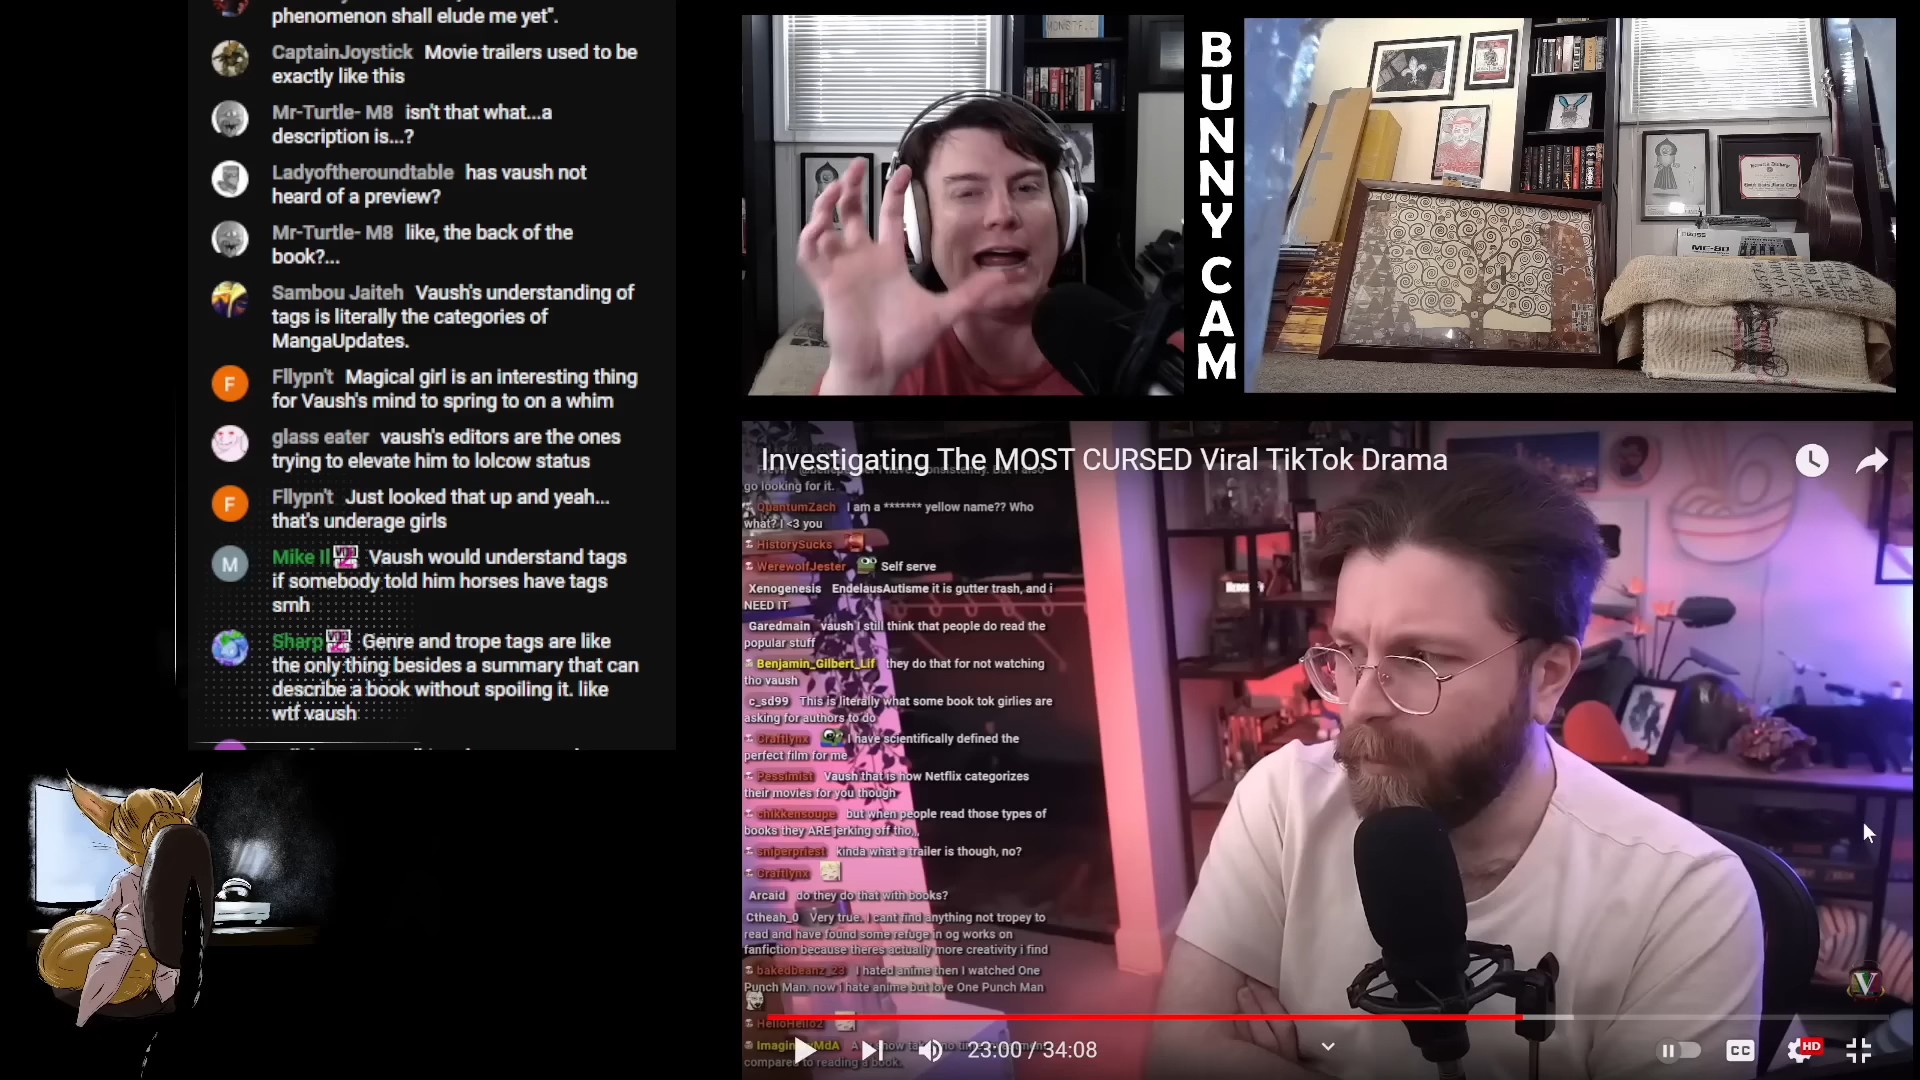 phenomenon shall elude me yet".
CaptainJoystick Movie trailers used to be
exactly like this
Mr-Turtle- M8 isn't that what...a
description is...?
Ladyoftheroundtable has vaush not
heard of a preview?
Mr-Turtle- M8 like, the back of the
book?...
Sambou Jaiteh Vaush's understanding of
tags is literally the categories of
MangaUpdates.
F
Fllypn't Magical girl is an interesting thing
for Vaush's mind to spring to on a whim
glass eater vaush's editors are the ones
trying to elevate him to lolcow status
F
Fllypn't Just looked that up and yeah...
that's underage girls
M
Mike II Vaush would understand tags
if somebody told him horses have tags
smh
Sharp Genre and trope tags are like
the only thing besides a summary that can
describe a book without spoiling it. like
wtf vaush
BUNNY CAM
BOSS
MC-80
Investigating The MOST CURSED Viral TikTok Drama
go looking for it.
QuantumZach I am a ******* yellow name?? Who
what? I <3 you
HistorySucks
WerewolfJester Self serve
Xenogenesis EndelausAutisme it is gutter trash, and i
NEED IT
Garedmain vaush I still think that people do read the
popular stuff
Benjamin_Gilbert_Lif they do that for not watching
tho vaush
c_sd99 This is literally what some book tok girlies are
asking for authors to do
Craftlynx I have scientifically defined the
perfect film for me
Pessimist Vaush that is how Netflix categorizes
their movies for you though
chikkensoupe but when people read those types of
books they ARE jerking off tho,,
sniperpriest kinda what a trailer is though, no?
Craftlynx
Arcaid do they do that with books?
Ctheah_0 Very true. I cant find anything not tropey to
read and have found some refuge in og works on
fanfiction because theres actually more creativity i find
bakedbeanz_23 I hated anime then I watched One
Punch Man. now I hate anime but love One Punch Man
HelloHello2
compared to reading a book.
V
23:00 / 34:08
CC
HD